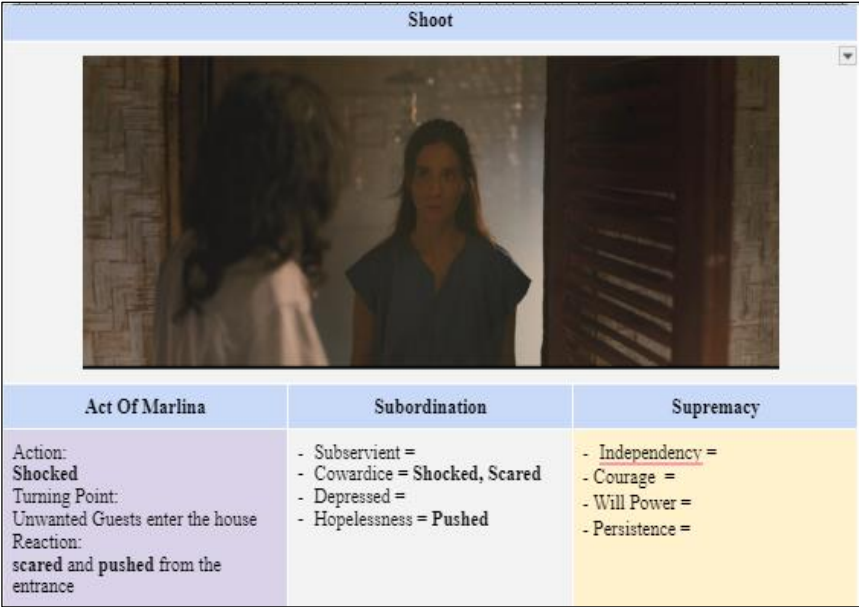 Shoot
Act Of Marlina
Subordination
Supremacy
Action:
Shocked
Turning Point:
Unwanted Guests enter the house
Reaction:
scared and pushed from the
entrance
- Subservient =
- Cowardice = Shocked, Scared
- Depressed =
- Hopelessness = Pushed
- Independency =
- Courage =
- Will Power =
- Persistence =